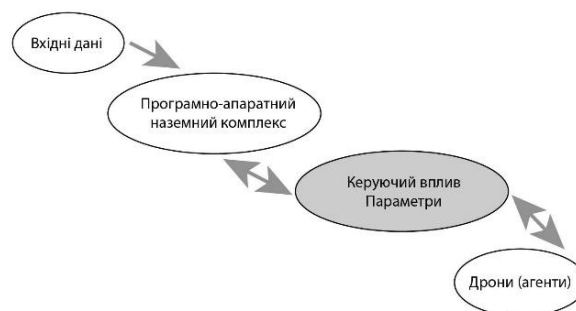 Вхідні дані
Програмно-апаратний
наземний комплекс
Керуючий вплив
Параметри
Дрони (агенти)